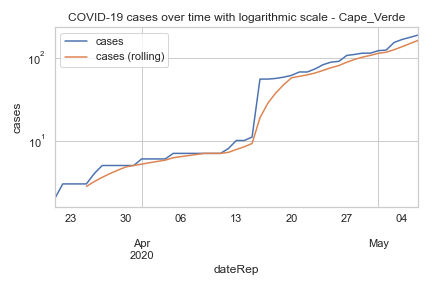 COVID-19 cases over time with logarithmic scale - Cape_Verde
cases
cases (rolling)
10²
10¹
cases
23 30 06 13 20 27 04
Apr May
2020
dateRep